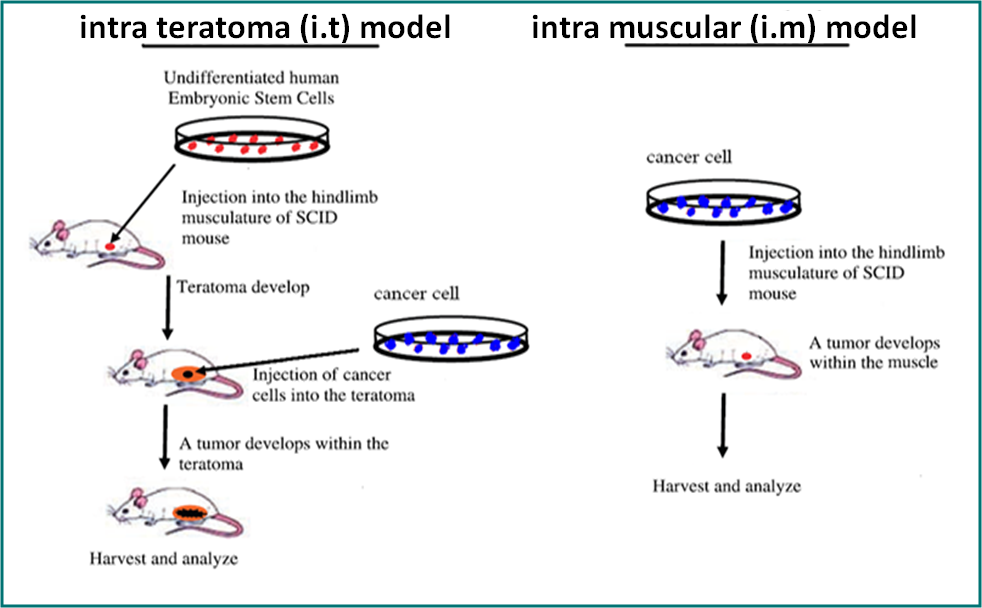 intra teratoma (i.t) model
Undifferentiated human
Embryonic Stem Cells
Injection into the hindlimb
musculature of SCID
mouse
Teratoma develop
cancer cell
Injection of cancer
cells into the teratoma
A tumor develops within the
teratoma
Harvest and analyze
intra muscular (i.m) model
cancer cell
Injection into the hindlimb
musculature of SCID
mouse
A tumor develops
within the muscle
Harvest and analyze